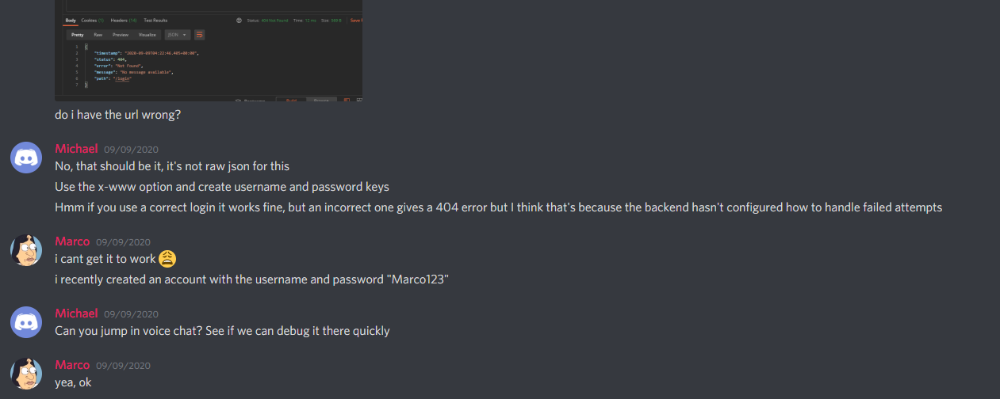 Body Cookies (1) Headers (14) Test Results Status: 404 Not Found Time: 12 ms Size: 569 B Save
Pretty Raw Preview Visualize JSON
1 {
2 "timestamp": "2020-09-09T04:22:46.405+00:00",
3 "status": 404,
4 "error": "Not Found",
5 "message": "No message available",
6 "path": "/login"
7 }
do i have the url wrong?
Michael 09/09/2020
No, that should be it, it's not raw json for this
Use the x-www option and create username and password keys
Hmm if you use a correct login it works fine, but an incorrect one gives a 404 error but I think that's because the backend hasn't configured how to handle failed attempts
Marco 09/09/2020
i cant get it to work 😩
i recently created an account with the username and password "Marco123"
Michael 09/09/2020
Can you jump in voice chat? See if we can debug it there quickly
Marco 09/09/2020
yea, ok